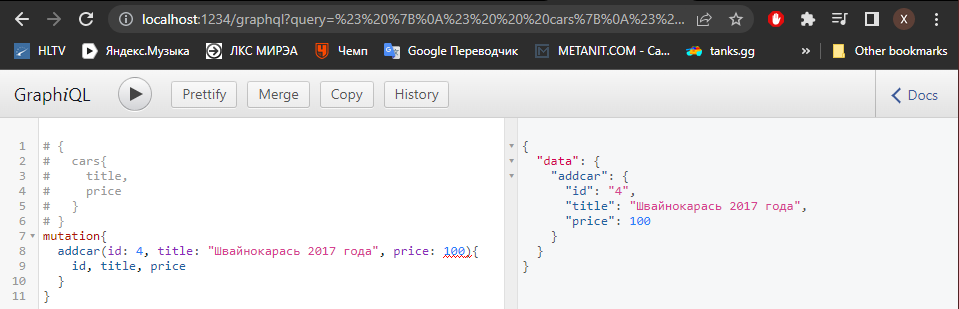 localhost:1234/graphql?query=%23%20%7B%0A%23%20%20%20cars%7B%0A%23%2...
X
HLTV
Яндекс.Музыка
ЛКС МИРЭА
Чемп
Google Переводчик
METANIT.COM - Са...
tanks.gg
»
Other bookmarks
GraphiQL
Prettify
Merge
Copy
History
Docs
1 # {
2 #   cars{
3 #     title,
4 #     price
5 #   }
6 # }
7 mutation{
8   addcar(id: 4, title: "Швайнокарась 2017 года", price: 100){
9     id, title, price
10   }
11 }
{
  "data": {
    "addcar": {
      "id": "4",
      "title": "Швайнокарась 2017 года",
      "price": 100
    }
  }
}